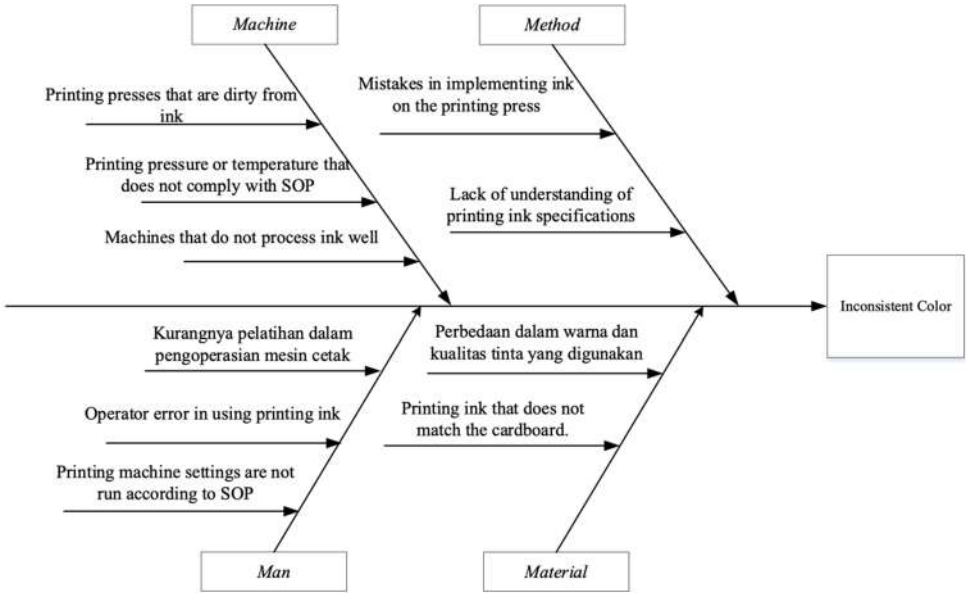 Machine
Method
Printing presses that are dirty from
ink
Mistakes in implementing ink
on the printing press
Printing pressure or temperature that
does not comply with SOP
Lack of understanding of
printing ink specifications
Machines that do not process ink well
Inconsistent Color
Kurangnya pelatihan dalam
pengoperasian mesin cetak
Perbedaan dalam warna dan
kualitas tinta yang digunakan
Operator error in using printing ink
Printing ink that does not
match the cardboard.
Printing machine settings are not
run according to SOP
Man
Material